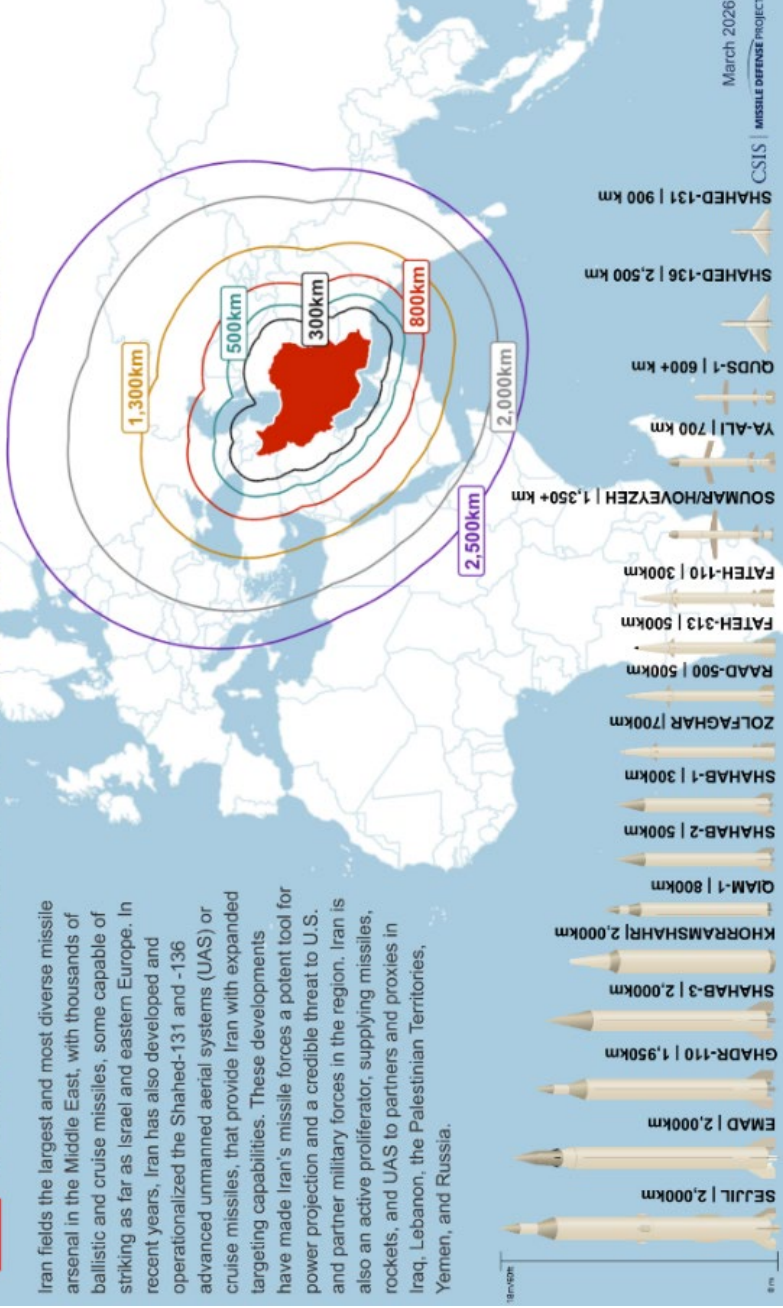 Iran fields the largest and most diverse missile
arsenal in the Middle East, with thousands of
ballistic and cruise missiles, some capable of
striking as far as Israel and eastern Europe. In
recent years, Iran has also developed and
operationalized the Shahed-131 and -136
advanced unmanned aerial systems (UAS) or
cruise missiles, that provide Iran with expanded
targeting capabilities. These developments
have made Iran's missile forces a potent tool for
power projection and a credible threat to U.S.
and partner military forces in the region. Iran is
also an active proliferator, supplying missiles,
rockets, and UAS to partners and proxies in
Iraq, Lebanon, the Palestinian Territories,
Yemen, and Russia.
1,300km
500km
300km
800km
2,000km
2,500km
18m/60ft
0 m
SEJJIL | 2,000km
EMAD | 2,000km
GHADR-110 | 1,950km
SHAHAB-3 | 2,000km
KHORRAMSHAHR| 2,000km
QIAM-1 | 800km
SHAHAB-2 | 500km
SHAHAB-1 | 300km
ZOLFAGHAR |700km
RAAD-500 | 500km
FATEH-313 | 500km
FATEH-110 | 300km
SOUMAR/HOVEYZEH | 1,350+ km
YA-ALI | 700 km
QUDS-1 | 600+ km
SHAHED-136 | 2,500 km
SHAHED-131 | 900 km
March 2026
CSIS | MISSILE DEFENSE PROJECT